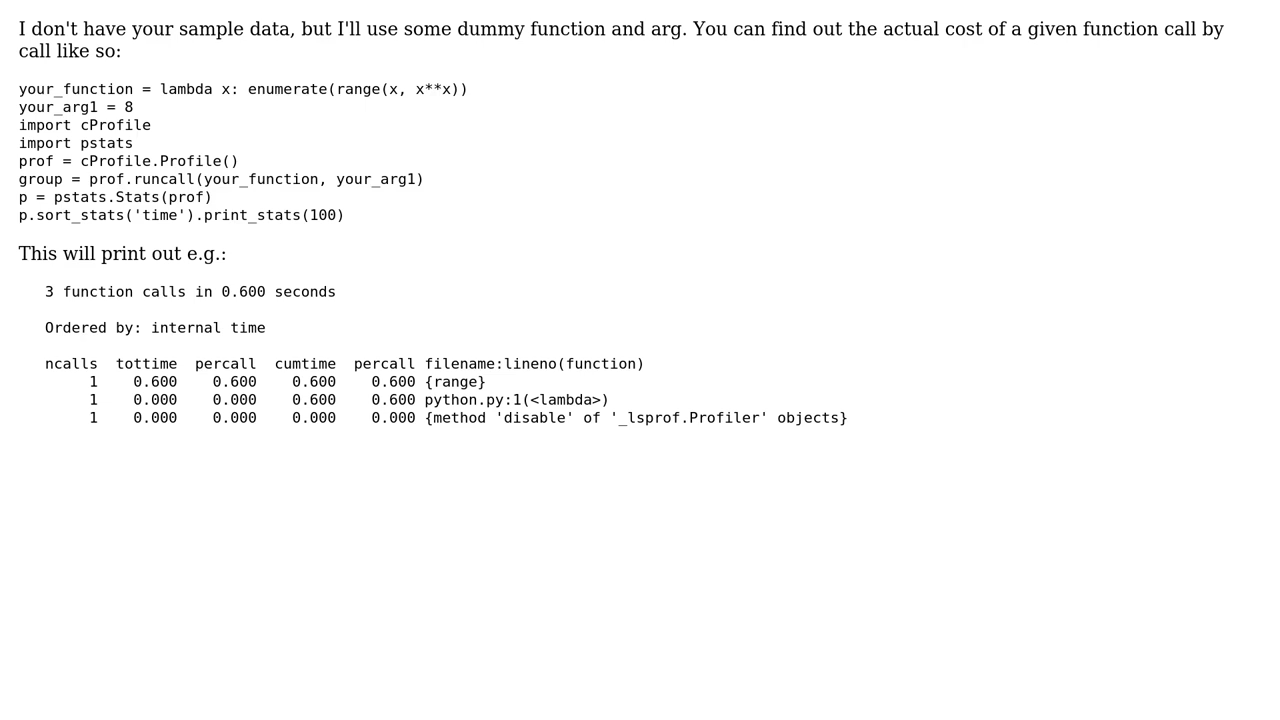 I don't have your sample data, but I'll use some dummy function and arg. You can find out the actual cost of a given function call by
call like so:
your_function = lambda x: enumerate(range(x, x**x))
your_arg1 = 8
import cProfile
import pstats
prof = cProfile.Profile()
group = prof.runcall(your_function, your_arg1)
p = pstats.Stats(prof)
p.sort_stats('time').print_stats(100)
This will print out e.g.:
   3 function calls in 0.600 seconds
   Ordered by: internal time
   ncalls  tottime  percall  cumtime  percall filename:lineno(function)
        1    0.600    0.600    0.600    0.600 {range}
        1    0.000    0.000    0.600    0.600 python.py:1(<lambda>)
        1    0.000    0.000    0.000    0.000 {method 'disable' of '_lsprof.Profiler' objects}